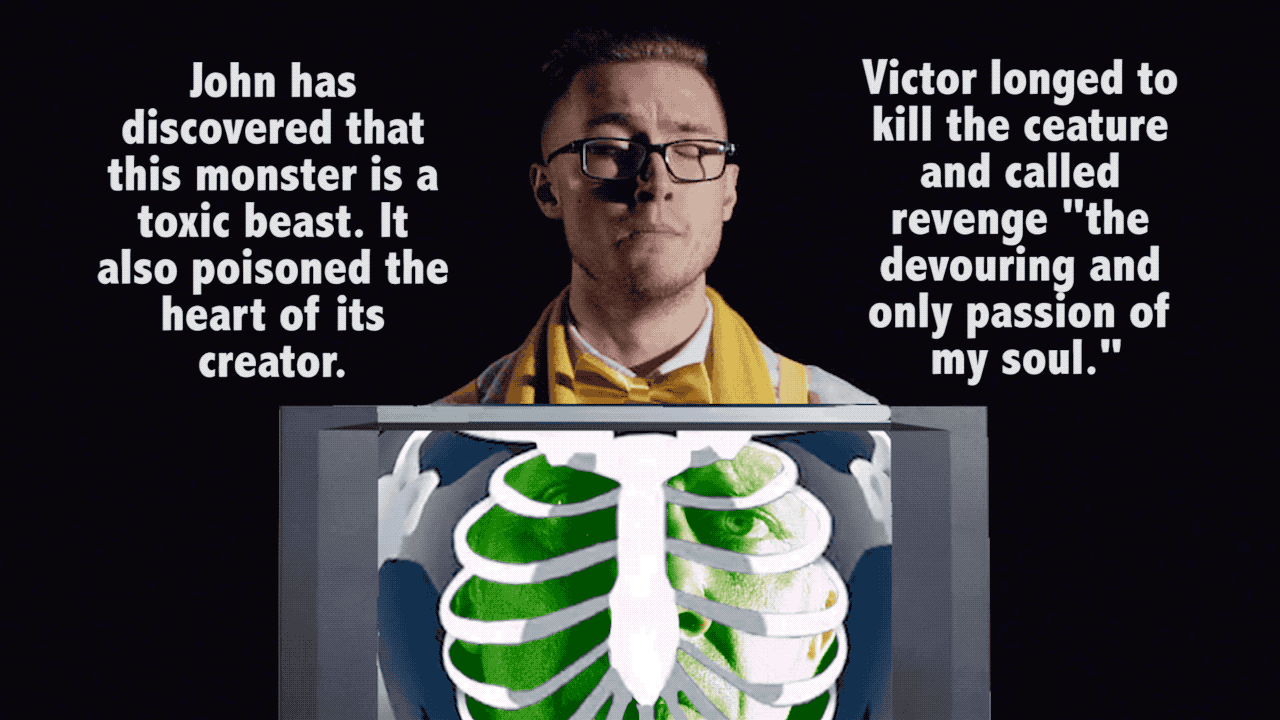 John has
discovered that
this monster is a
toxic beast. It
also poisoned the
heart of its
creator.
Victor longed to
kill the ceature
and called
revenge "the
devouring and
only passion of
my soul."